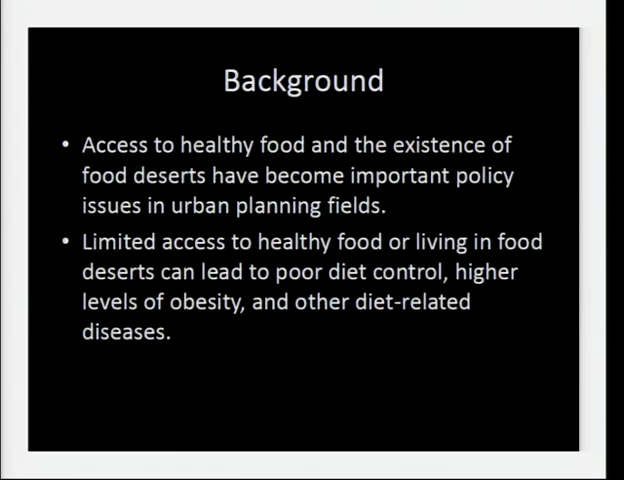 Background
• Access to healthy food and the existence of
food deserts have become important policy
issues in urban planning fields.
• Limited access to healthy food or living in food
deserts can lead to poor diet control, higher
levels of obesity, and other diet-related
diseases.